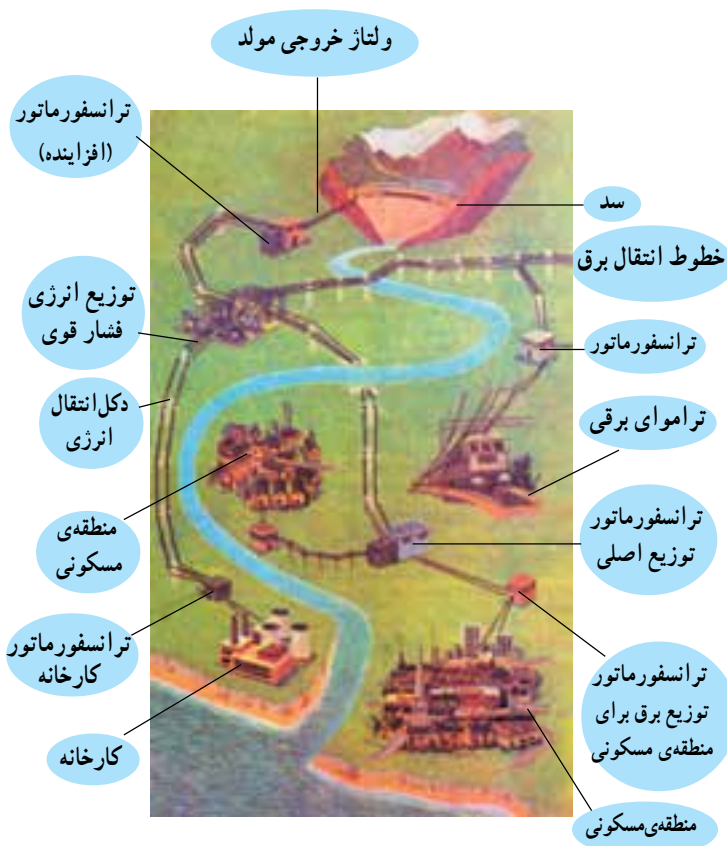 ولتاژ خروجی مولد
ترانسفورماتور
(افزاینده)
سد
خطوط انتقال برق
توزیع انرژی
فشار قوی
ترانسفورماتور
دکل‌انتقال
انرژی
تراموای برقی
ترانسفورماتور
توزیع اصلی
منطقه‌ی
مسکونی
ترانسفورماتور
کارخانه
ترانسفورماتور
توزیع برق برای
منطقه‌ی مسکونی
کارخانه
منطقه‌ی‌مسکونی